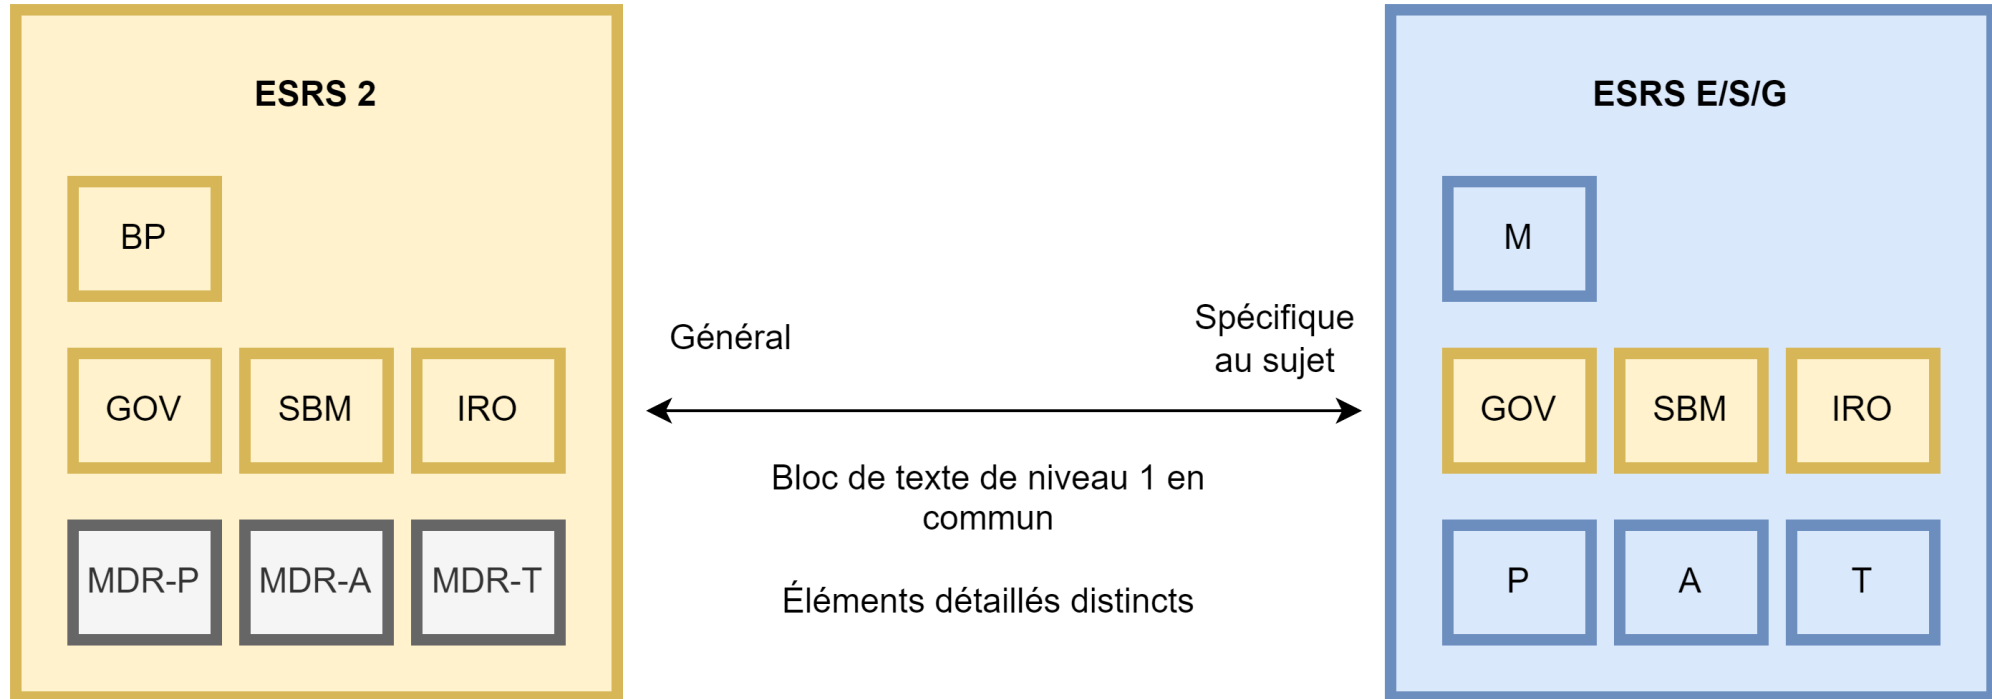 ESRS 2
BP
GOV
SBM
IRO
MDR-P
MDR-A
MDR-T
Général
Spécifique
au sujet
Bloc de texte de niveau 1 en
commun
Éléments détaillés distincts
ESRS E/S/G
M
GOV
SBM
IRO
P
A
T